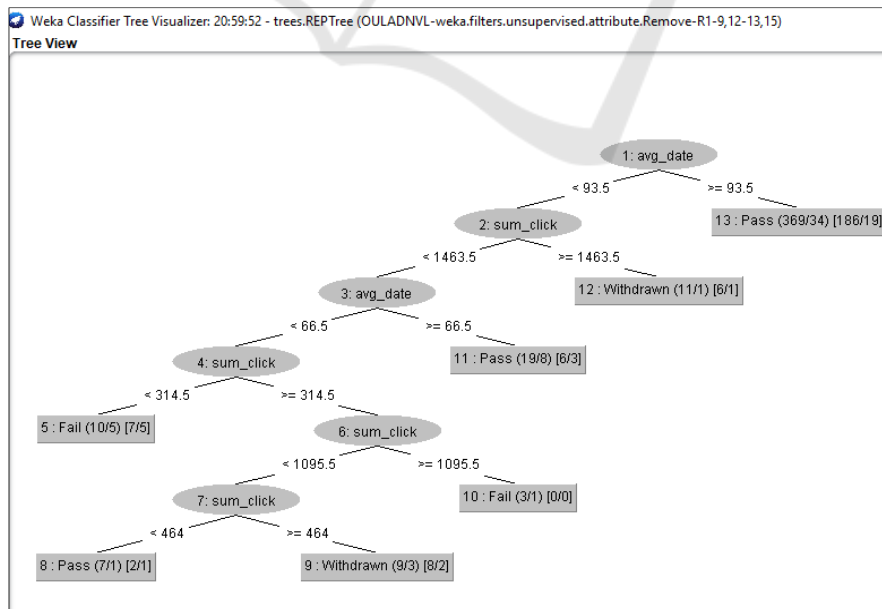 Weka Classifier Tree Visualizer: 20:59:52 - trees.REPTree (OULADNVL-weka.filters.unsupervised.attribute.Remove-R1-9,12-13,15)
Tree View
1: avg_date
< 93.5
>= 93.5
2: sum_click
13 : Pass (369/34) [186/19]
< 1463.5
>= 1463.5
3: avg_date
12 : Withdrawn (11/1) [6/1]
< 66.5
>= 66.5
4: sum_click
11 : Pass (19/8) [6/3]
< 314.5
>= 314.5
5 : Fail (10/5) [7/5]
6: sum_click
< 1095.5
>= 1095.5
7: sum_click
10 : Fail (3/1) [0/0]
< 464
>= 464
8 : Pass (7/1) [2/1]
9 : Withdrawn (9/3) [8/2]